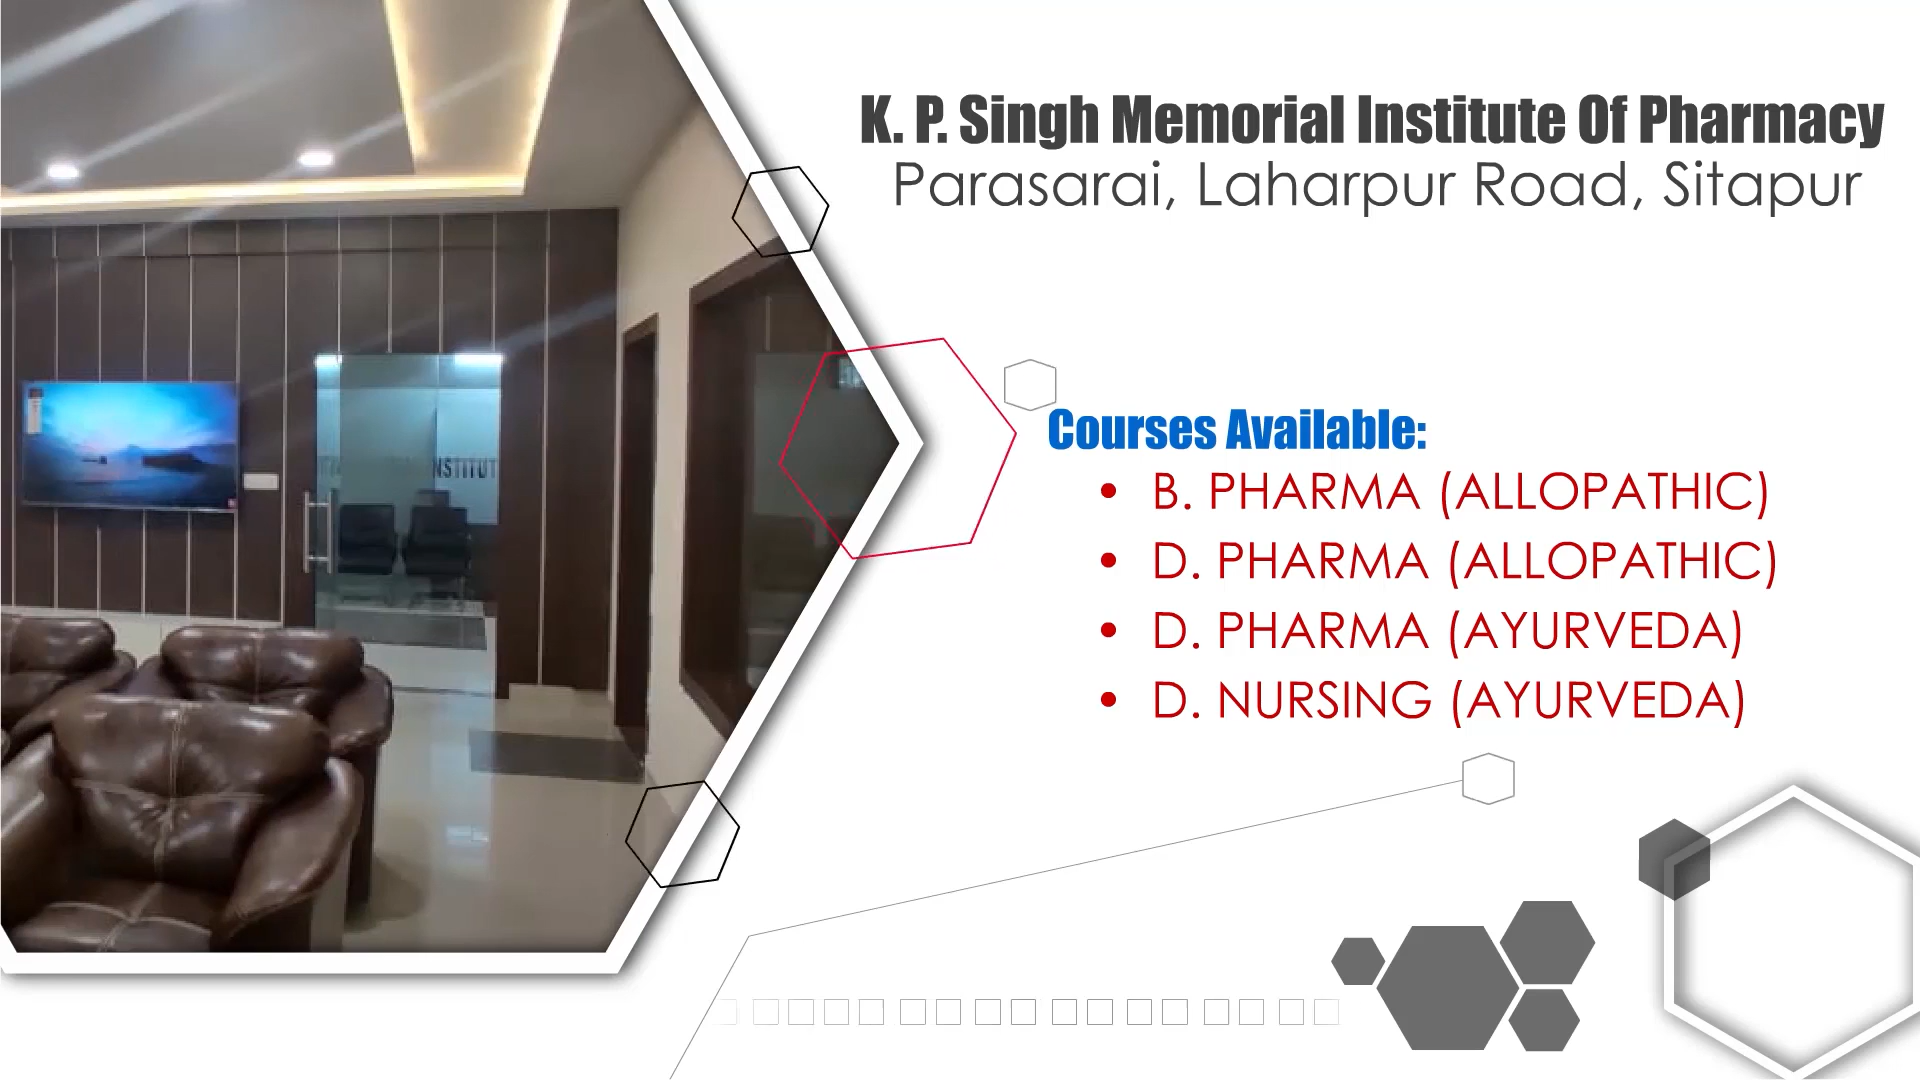 K. P. Singh Memorial Institute Of Pharmacy
Parasarai, Laharpur Road, Sitapur
Courses Available:
• B. PHARMA (ALLOPATHIC)
• D. PHARMA (ALLOPATHIC)
• D. PHARMA (AYURVEDA)
• D. NURSING (AYURVEDA)